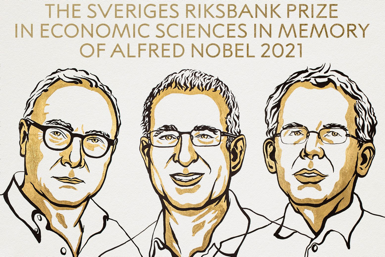 THE SVERIGES RIKSBANK PRIZE
IN ECONOMIC SCIENCES IN MEMORY
OF ALFRED NOBEL 2021